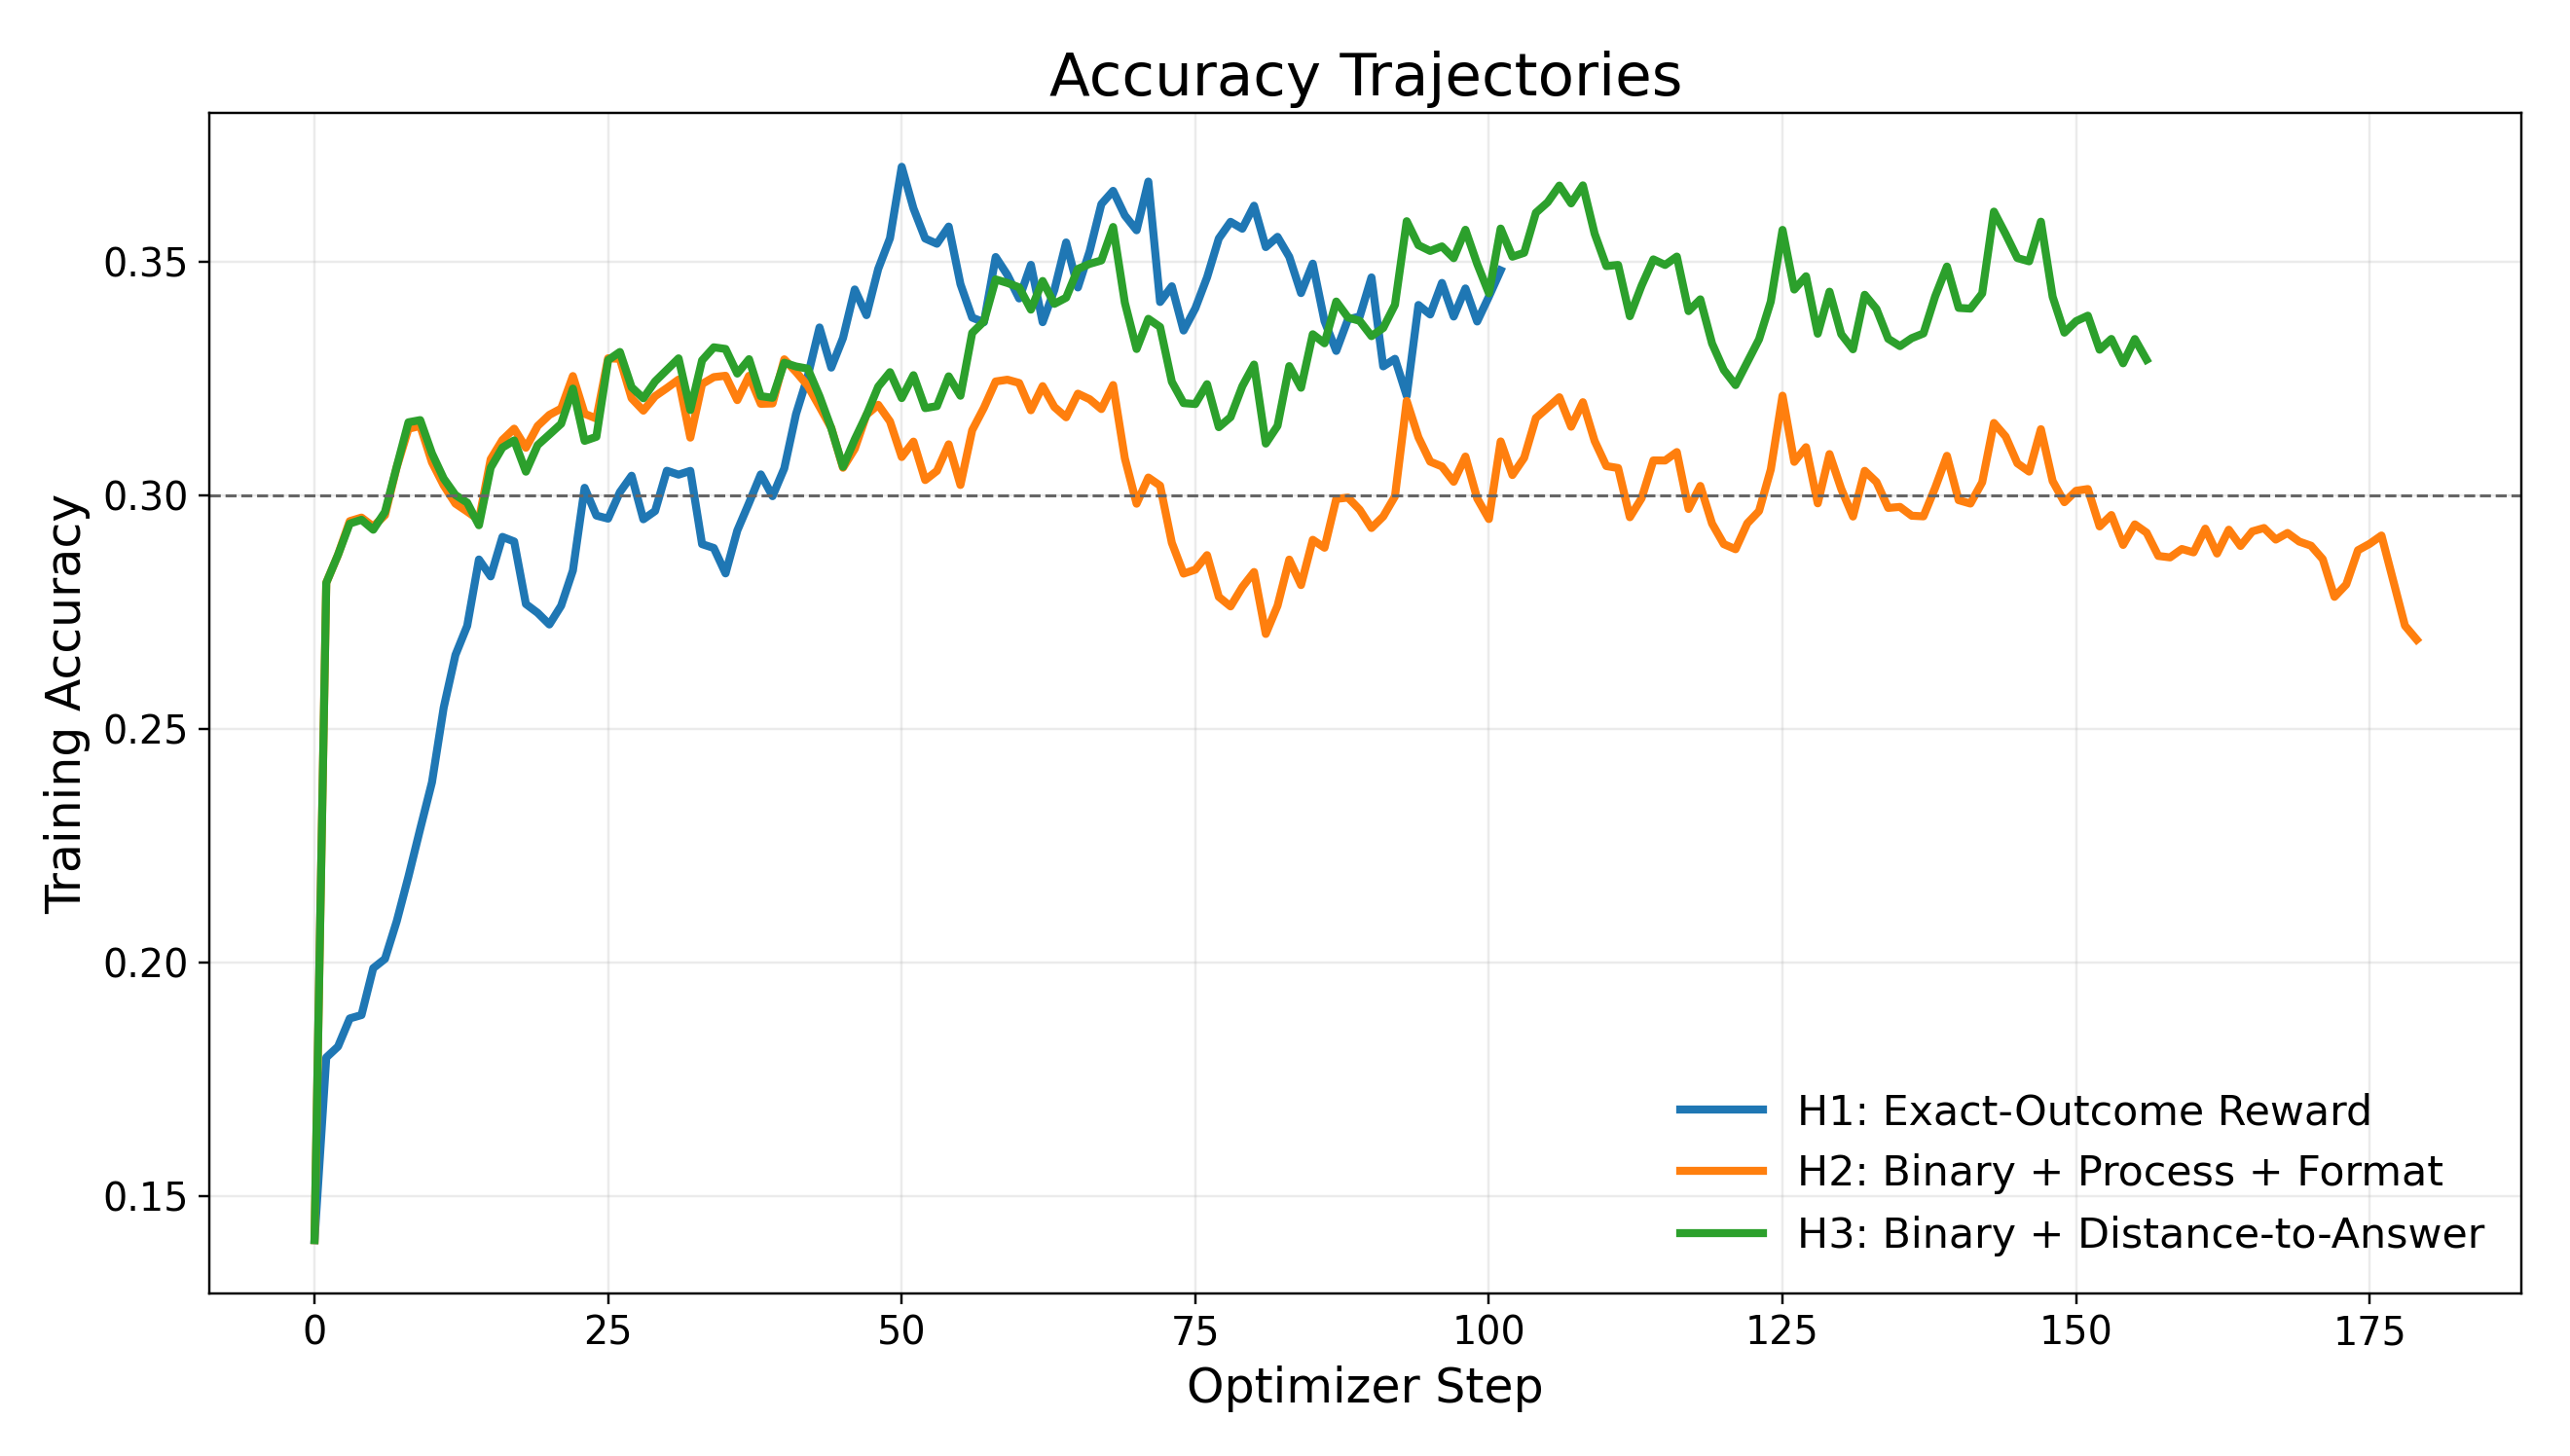 Accuracy Trajectories
Training Accuracy
0.35
0.30
0.25
0.20
0.15
0 25 50 75 100 125 150 175
Optimizer Step
H1: Exact-Outcome Reward
H2: Binary + Process + Format
H3: Binary + Distance-to-Answer